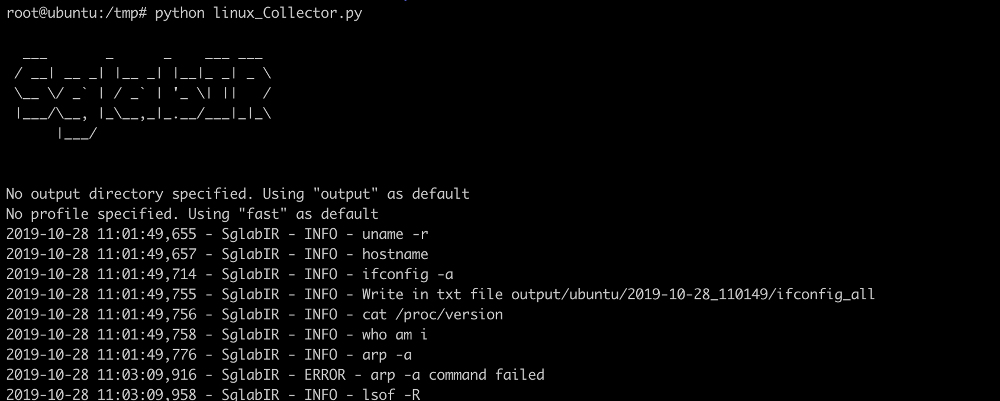 root@ubuntu:/tmp# python linux_Collector.py
  ___       _      _    ___ ___
 / __| __ _| |__ _| |__|_ _| _ \
 \__ \/ _` | / _` | '_ \| ||   /
 |___/\__, |_\__,_|_.__/___|_|_\
      |___/
No output directory specified. Using "output" as default
No profile specified. Using "fast" as default
2019-10-28 11:01:49,655 - SglabIR - INFO - uname -r
2019-10-28 11:01:49,657 - SglabIR - INFO - hostname
2019-10-28 11:01:49,714 - SglabIR - INFO - ifconfig -a
2019-10-28 11:01:49,755 - SglabIR - INFO - Write in txt file output/ubuntu/2019-10-28_110149/ifconfig_all
2019-10-28 11:01:49,756 - SglabIR - INFO - cat /proc/version
2019-10-28 11:01:49,758 - SglabIR - INFO - who am i
2019-10-28 11:01:49,776 - SglabIR - INFO - arp -a
2019-10-28 11:03:09,916 - SglabIR - ERROR - arp -a command failed
2019-10-28 11:03:09,958 - SglabIR - INFO - lsof -R